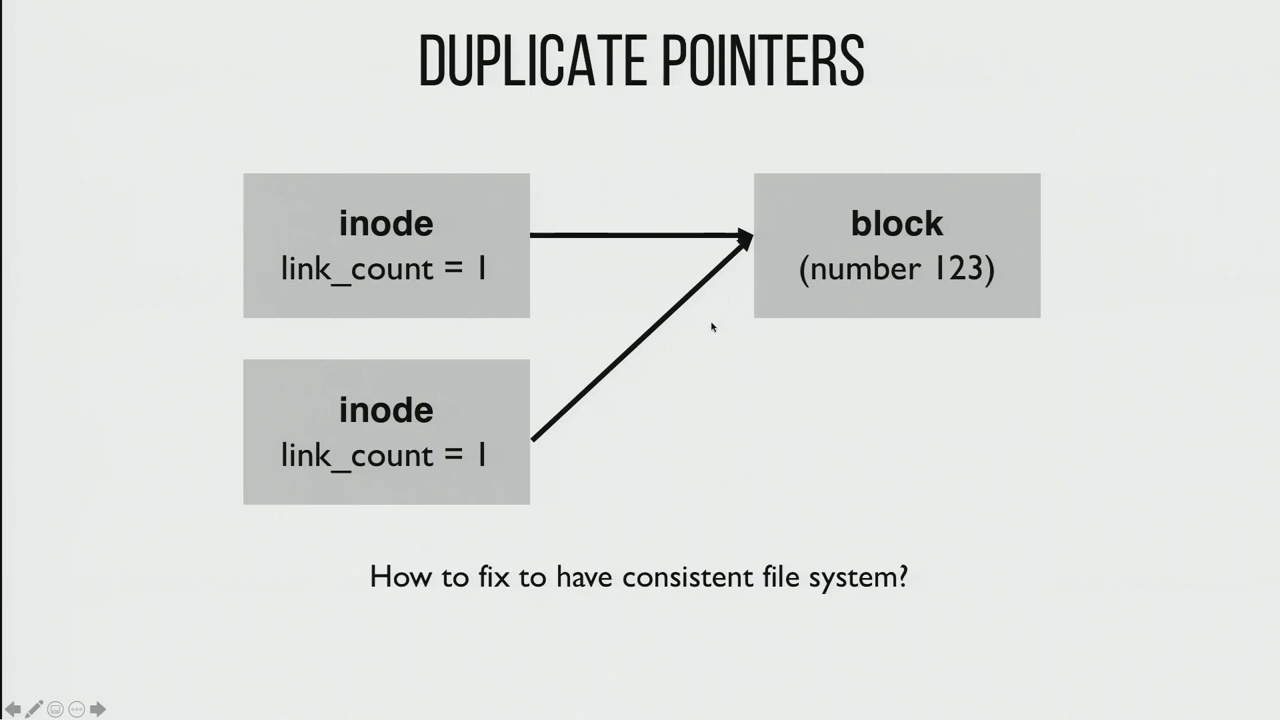 DUPLICATE POINTERS
inode
link_count = 1
block
(number 123)
inode
link_count = 1
How to fix to have consistent file system?